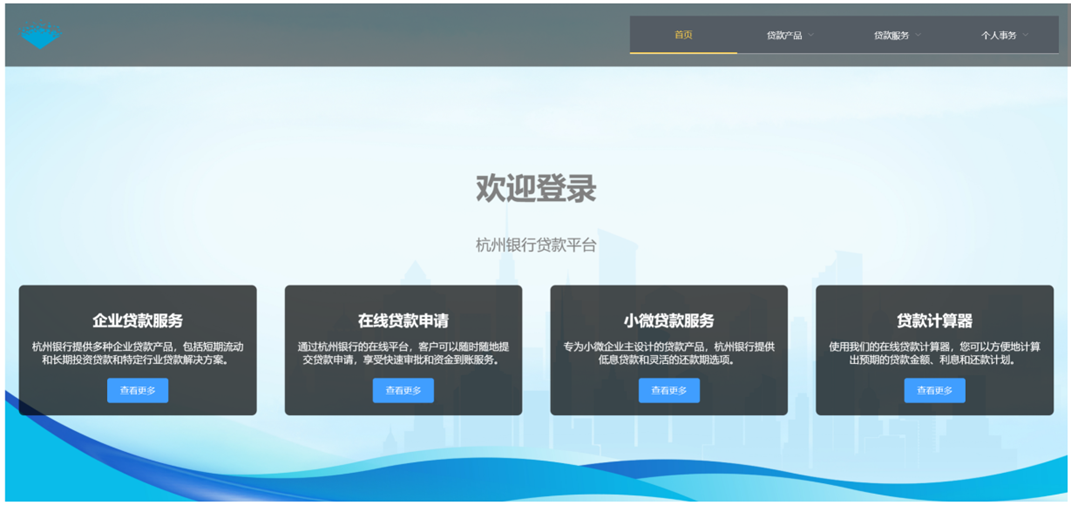 首页 贷款产品 贷款服务 个人事务
欢迎登录
杭州银行贷款平台
企业贷款服务
杭州银行提供多种企业贷款产品，包括短期流动
和长期投资贷款和特定行业贷款解决方案。
查看更多
在线贷款申请
通过杭州银行的在线平台，客户可以随时随地提
交贷款申请，享受快速审批和资金到账服务。
查看更多
小微贷款服务
专为小微企业主设计的贷款产品，杭州银行提供
低息贷款和灵活的还款期选项。
查看更多
贷款计算器
使用我们的在线贷款计算器，您可以方便地计算
出预期的贷款金额、利息和还款计划。
查看更多